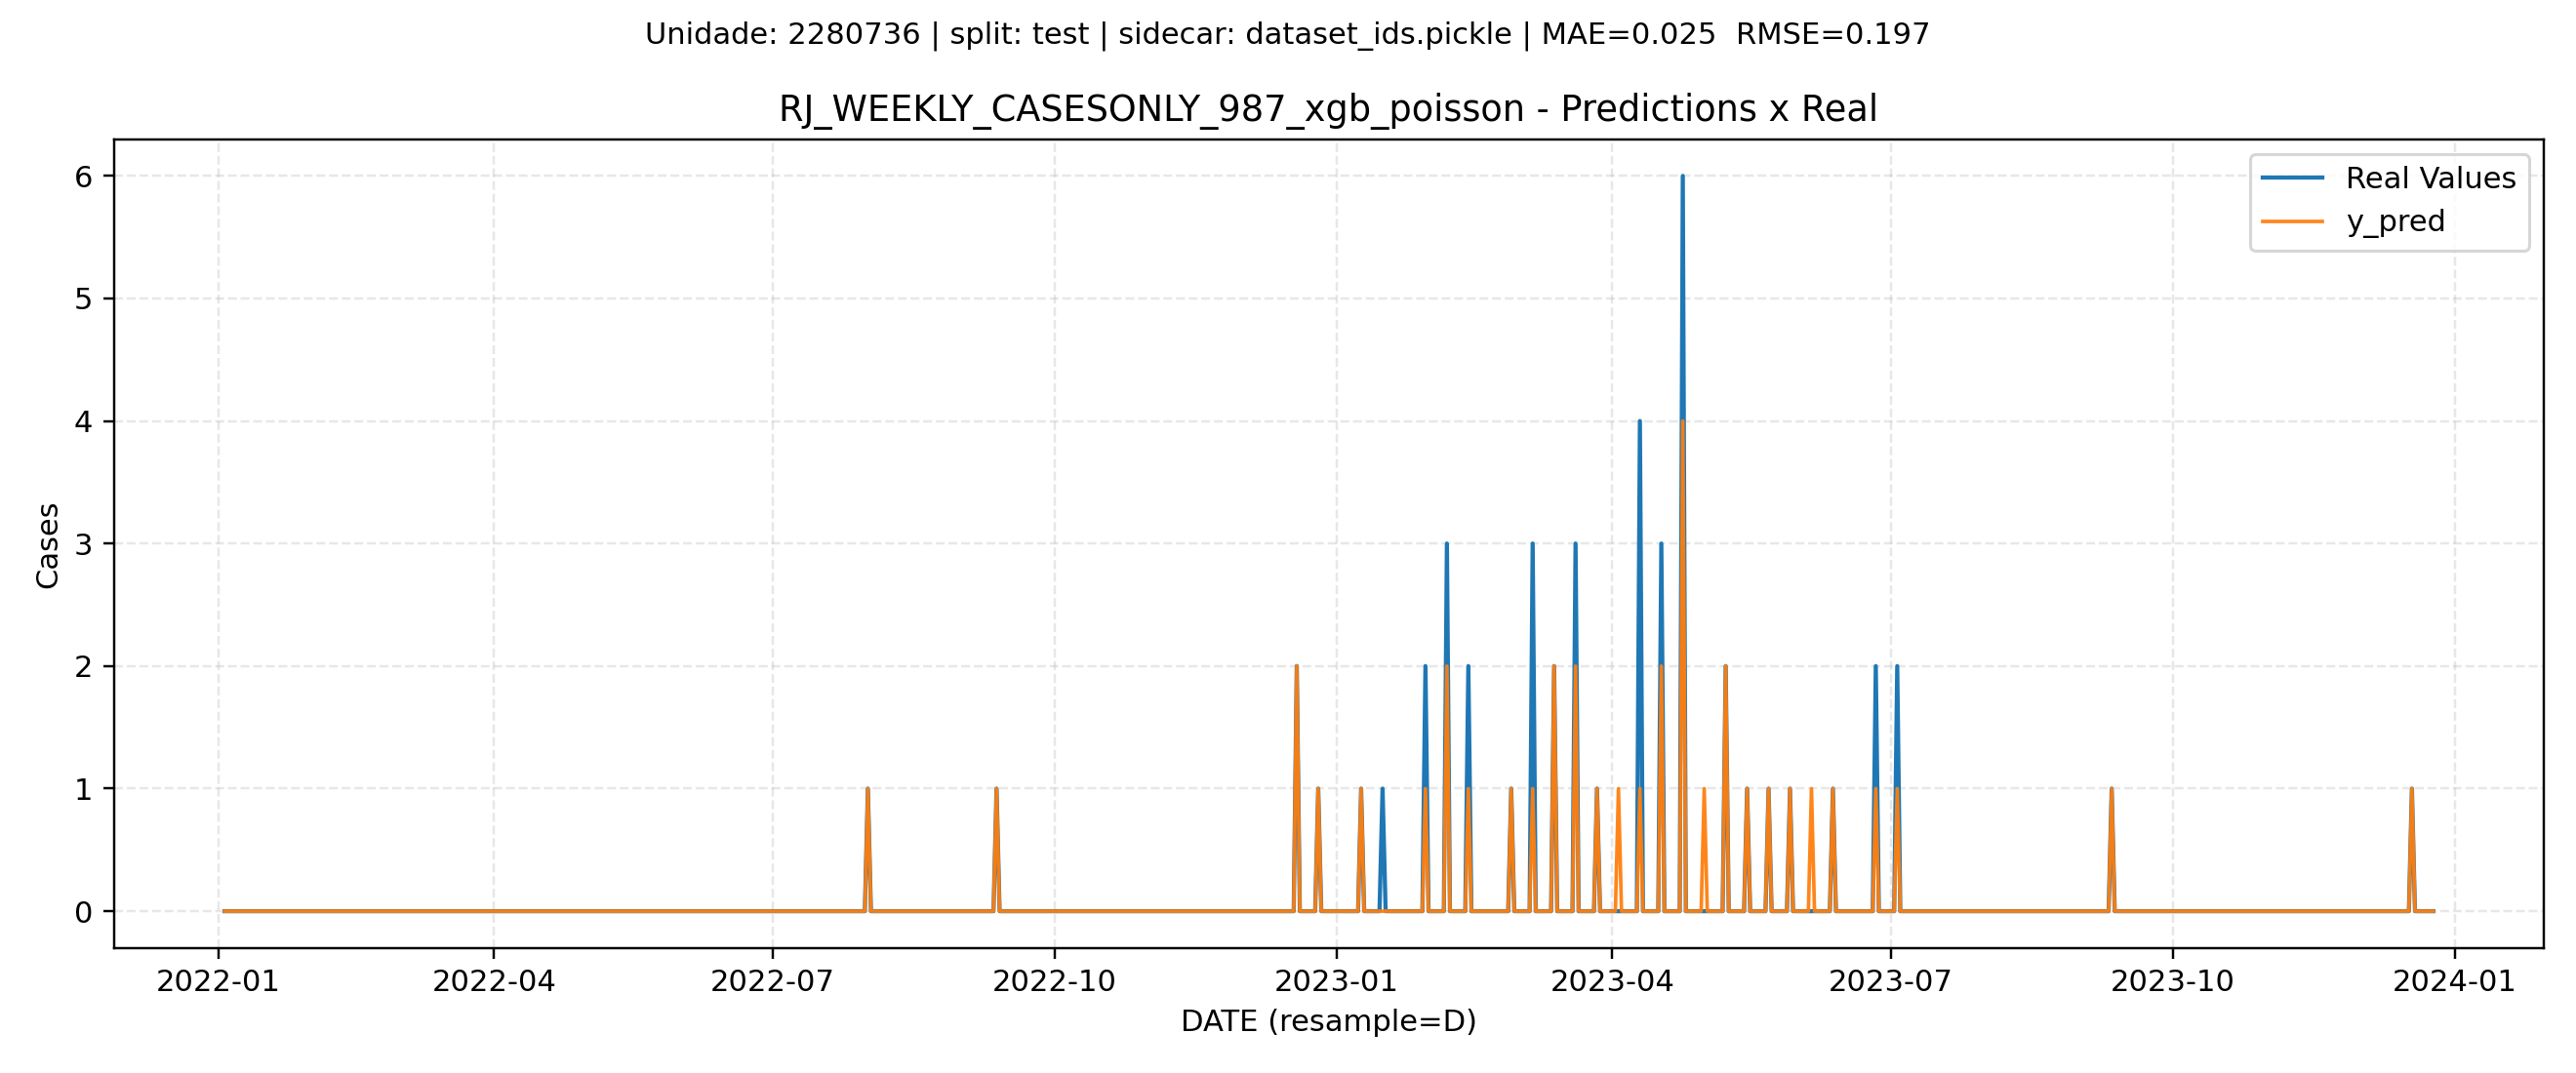 Unidade: 2280736 | split: test | sidecar: dataset_ids.pickle | MAE=0.025  RMSE=0.197
RJ_WEEKLY_CASESONLY_987_xgb_poisson - Predictions x Real
Real Values
y_pred
Cases
6
5
4
3
2
1
0
2022-01
2022-04
2022-07
2022-10
2023-01
2023-04
2023-07
2023-10
2024-01
DATE (resample=D)